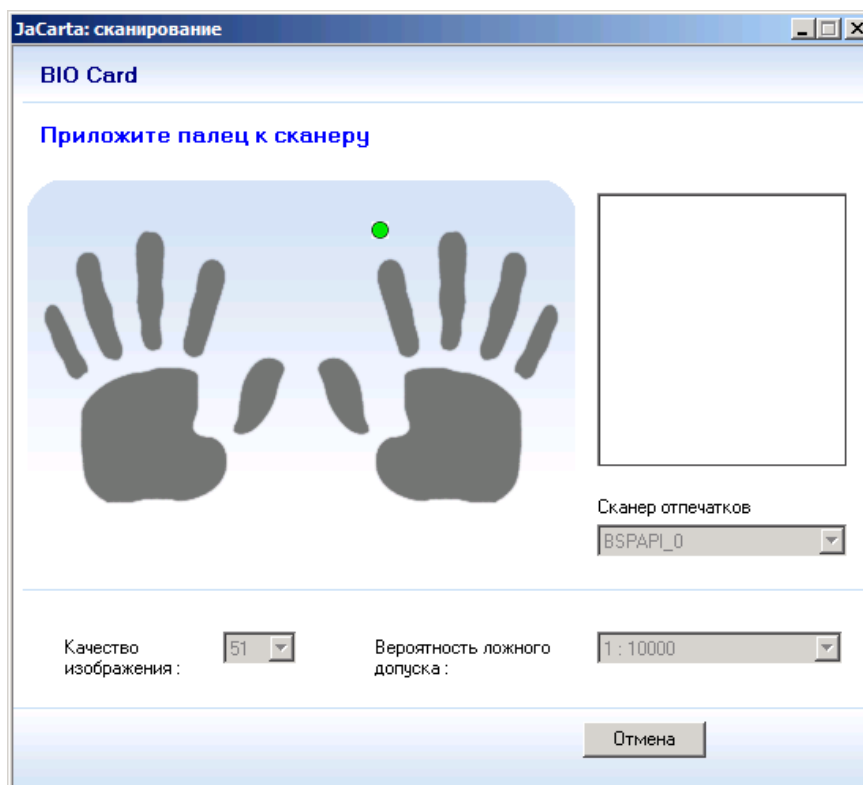 JaCarta: сканирование
BIO Card
Приложите палец к сканеру
Сканер отпечатков
BSPAPI_0
Качество
изображения :
51
Вероятность ложного
допуска :
1 : 10000
Отмена